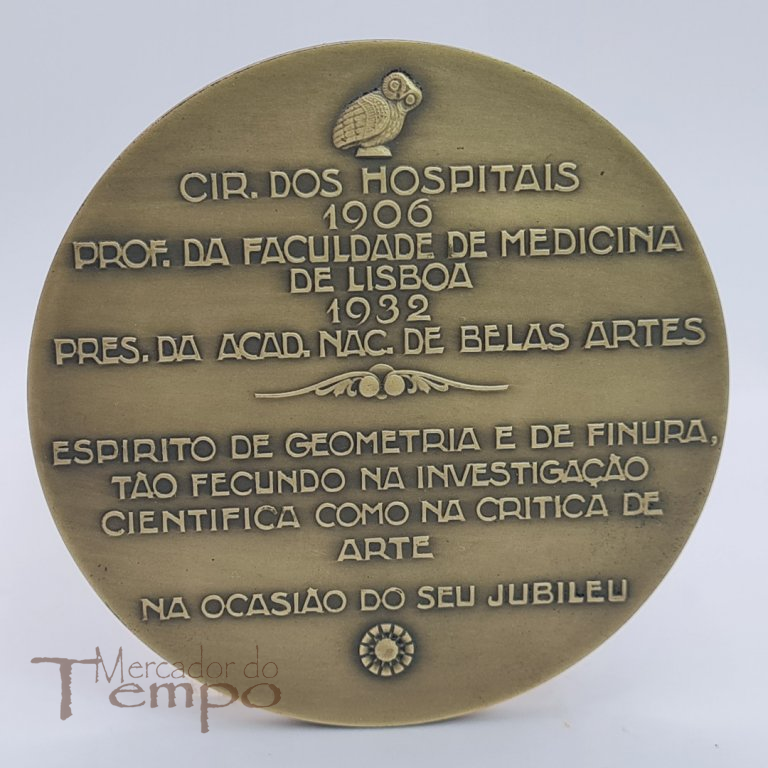 CIR. DOS HOSPITAIS
1906
PROF. DA FACULDADE DE MEDICINA
DE LISBOA
1932
PRES. DA ACAD. NAC. DE BELAS ARTES
ESPIRITO DE GEOMETRIA E DE FINURA,
TÃO FECUNDO NA INVESTIGAÇÃO
CIENTIFICA COMO NA CRITICA DE
ARTE
NA OCASIÃO DO SEU JUBILEU
Mercador do
Tempo